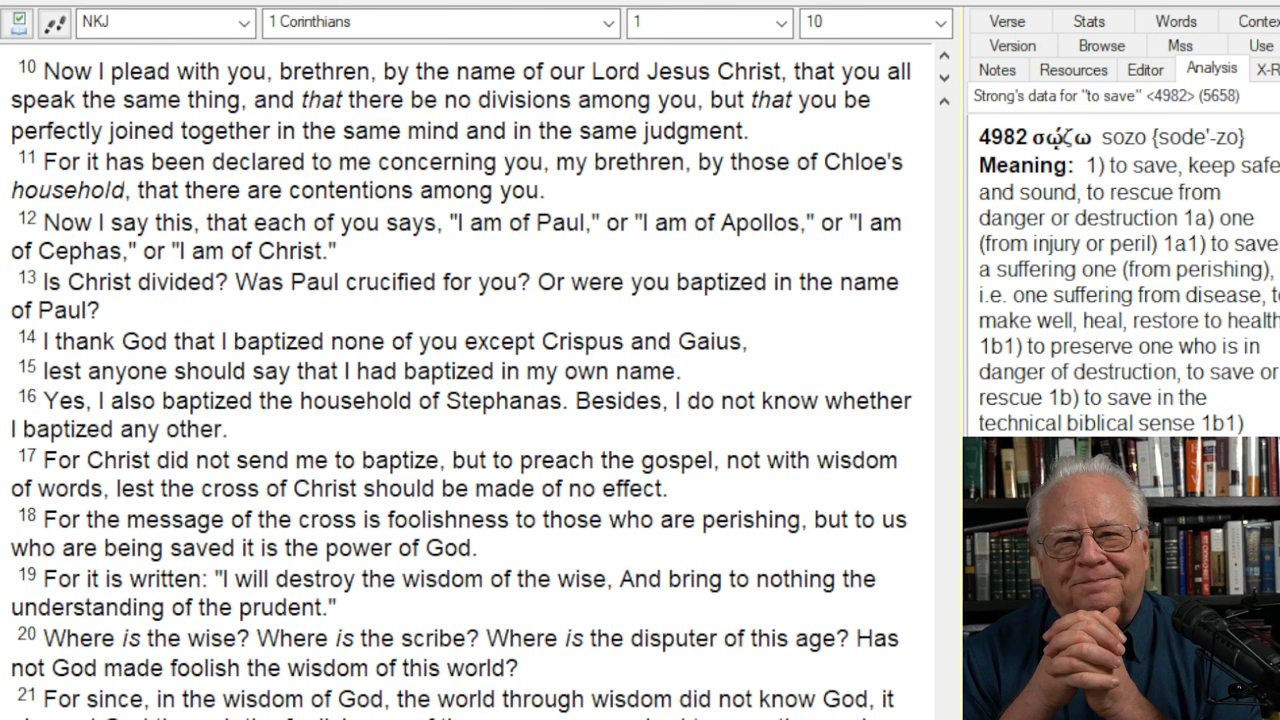 NKJ
1 Corinthians
1
10
10 Now I plead with you, brethren, by the name of our Lord Jesus Christ, that you all
speak the same thing, and that there be no divisions among you, but that you be
perfectly joined together in the same mind and in the same judgment.
11 For it has been declared to me concerning you, my brethren, by those of Chloe's
household, that there are contentions among you.
12 Now I say this, that each of you says, "I am of Paul," or "I am of Apollos," or "I am
of Cephas," or "I am of Christ."
13 Is Christ divided? Was Paul crucified for you? Or were you baptized in the name
of Paul?
14 I thank God that I baptized none of you except Crispus and Gaius,
15 lest anyone should say that I had baptized in my own name.
16 Yes, I also baptized the household of Stephanas. Besides, I do not know whether
I baptized any other.
17 For Christ did not send me to baptize, but to preach the gospel, not with wisdom
of words, lest the cross of Christ should be made of no effect.
18 For the message of the cross is foolishness to those who are perishing, but to us
who are being saved it is the power of God.
19 For it is written: "I will destroy the wisdom of the wise, And bring to nothing the
understanding of the prudent."
20 Where is the wise? Where is the scribe? Where is the disputer of this age? Has
not God made foolish the wisdom of this world?
21 For since, in the wisdom of God, the world through wisdom did not know God, it
Verse Stats Words Contex
Version Browse Mss Use
Notes Resources Editor Analysis X-R
Strong's data for "to save" <4982> (5658)
4982 σῴζω sozo {sode'-zo}
Meaning: 1) to save, keep safe
and sound, to rescue from
danger or destruction 1a) one
(from injury or peril) 1a1) to save
a suffering one (from perishing),
i.e. one suffering from disease, to
make well, heal, restore to health
1b1) to preserve one who is in
danger of destruction, to save or
rescue 1b) to save in the
technical biblical sense 1b1)